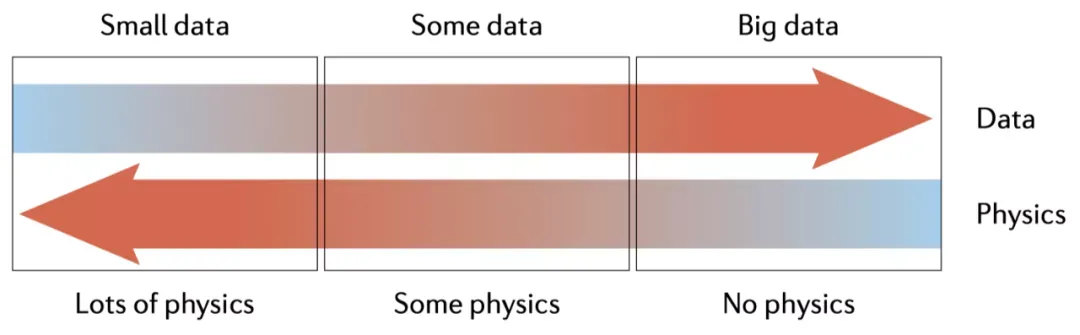 Small data
Some data
Big data
Data
Physics
Lots of physics
Some physics
No physics